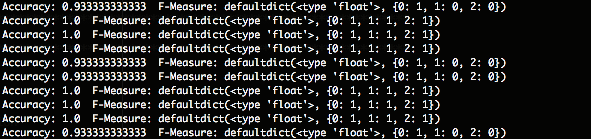 Accuracy: 0.933333333333  F-Measure: defaultdict(<type 'float'>, {0: 1, 1: 0, 2: 0})
Accuracy: 1.0  F-Measure: defaultdict(<type 'float'>, {0: 1, 1: 1, 2: 1})
Accuracy: 1.0  F-Measure: defaultdict(<type 'float'>, {0: 1, 1: 1, 2: 1})
Accuracy: 1.0  F-Measure: defaultdict(<type 'float'>, {0: 1, 1: 1, 2: 1})
Accuracy: 0.933333333333  F-Measure: defaultdict(<type 'float'>, {0: 1, 1: 0, 2: 0})
Accuracy: 0.933333333333  F-Measure: defaultdict(<type 'float'>, {0: 1, 1: 0, 2: 0})
Accuracy: 1.0  F-Measure: defaultdict(<type 'float'>, {0: 1, 1: 1, 2: 1})
Accuracy: 1.0  F-Measure: defaultdict(<type 'float'>, {0: 1, 1: 1, 2: 1})
Accuracy: 1.0  F-Measure: defaultdict(<type 'float'>, {0: 1, 1: 1, 2: 1})
Accuracy: 0.933333333333  F-Measure: defaultdict(<type 'float'>, {0: 1, 1: 0, 2: 0})